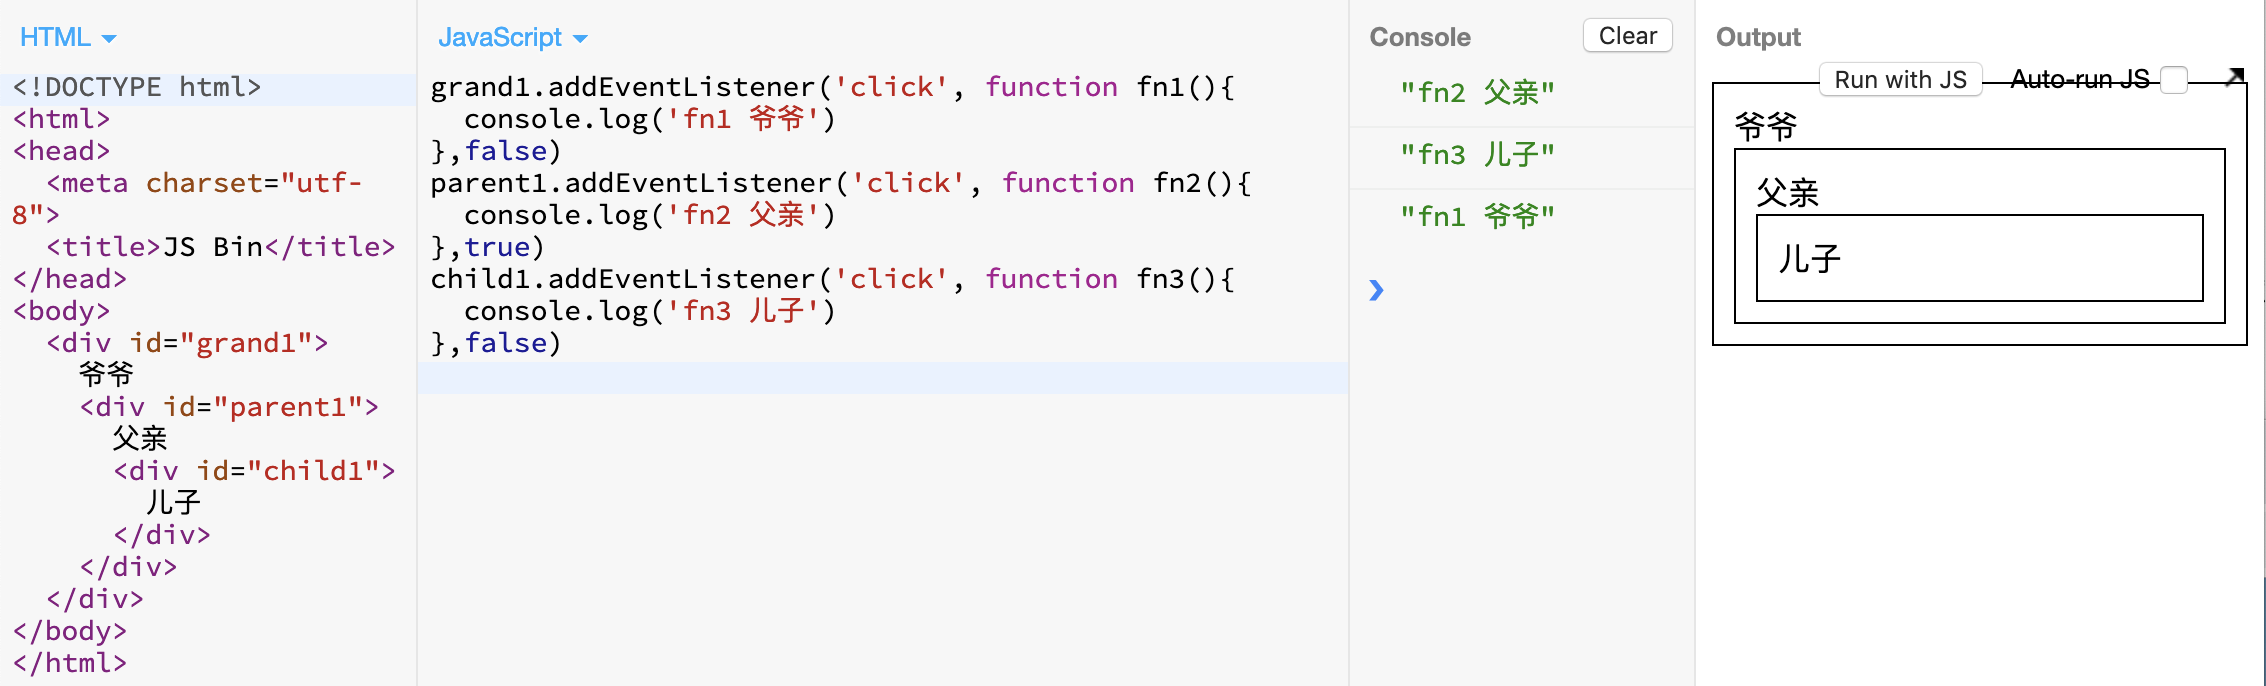 HTML
<!DOCTYPE html>
<html>
<head>
  <meta charset="utf-
8">
  <title>JS Bin</title>
</head>
<body>
  <div id="grand1">
    爷爷
    <div id="parent1">
      父亲
      <div id="child1">
        儿子
      </div>
    </div>
  </div>
</body>
</html>
JavaScript
grand1.addEventListener('click', function fn1(){
  console.log('fn1 爷爷')
},false)
parent1.addEventListener('click', function fn2(){
  console.log('fn2 父亲')
},true)
child1.addEventListener('click', function fn3(){
  console.log('fn3 儿子')
},false)
Console
Clear
"fn2 父亲"
"fn3 儿子"
"fn1 爷爷"
Output
Run with JS
Auto-run JS
爷爷
父亲
儿子